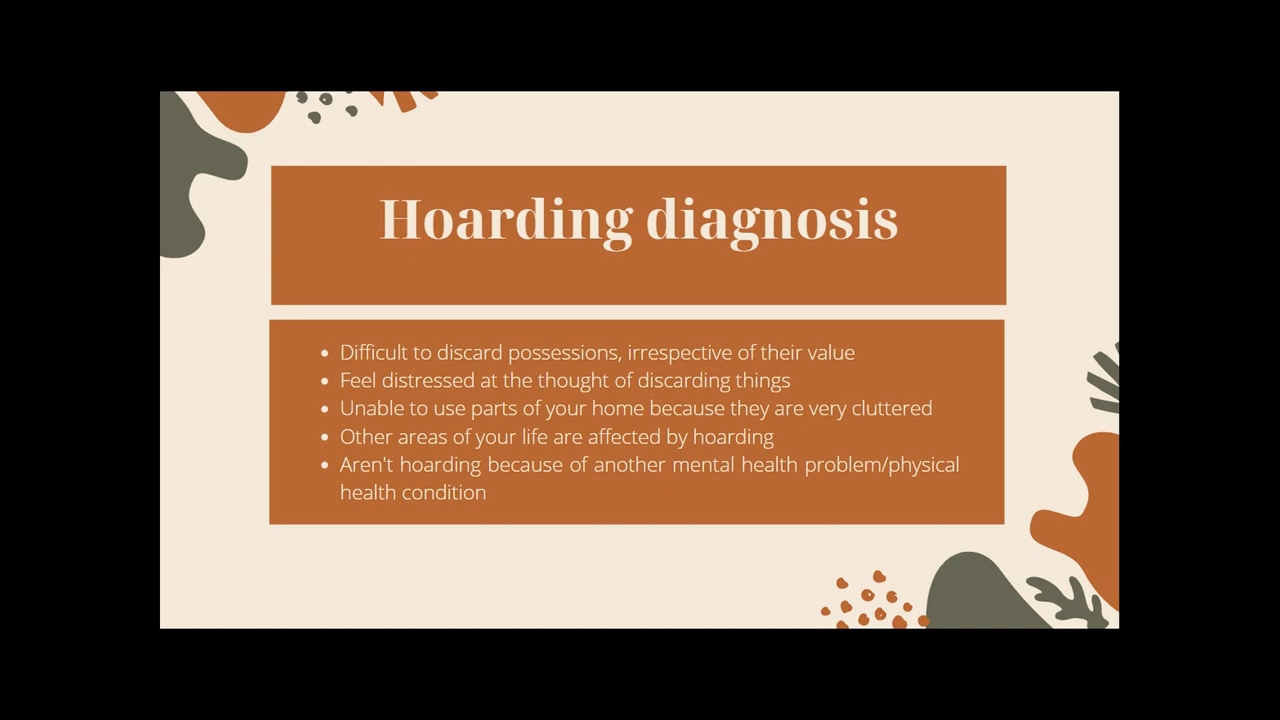 Hoarding diagnosis
• Difficult to discard possessions, irrespective of their value
• Feel distressed at the thought of discarding things
• Unable to use parts of your home because they are very cluttered
• Other areas of your life are affected by hoarding
• Aren't hoarding because of another mental health problem/physical
health condition